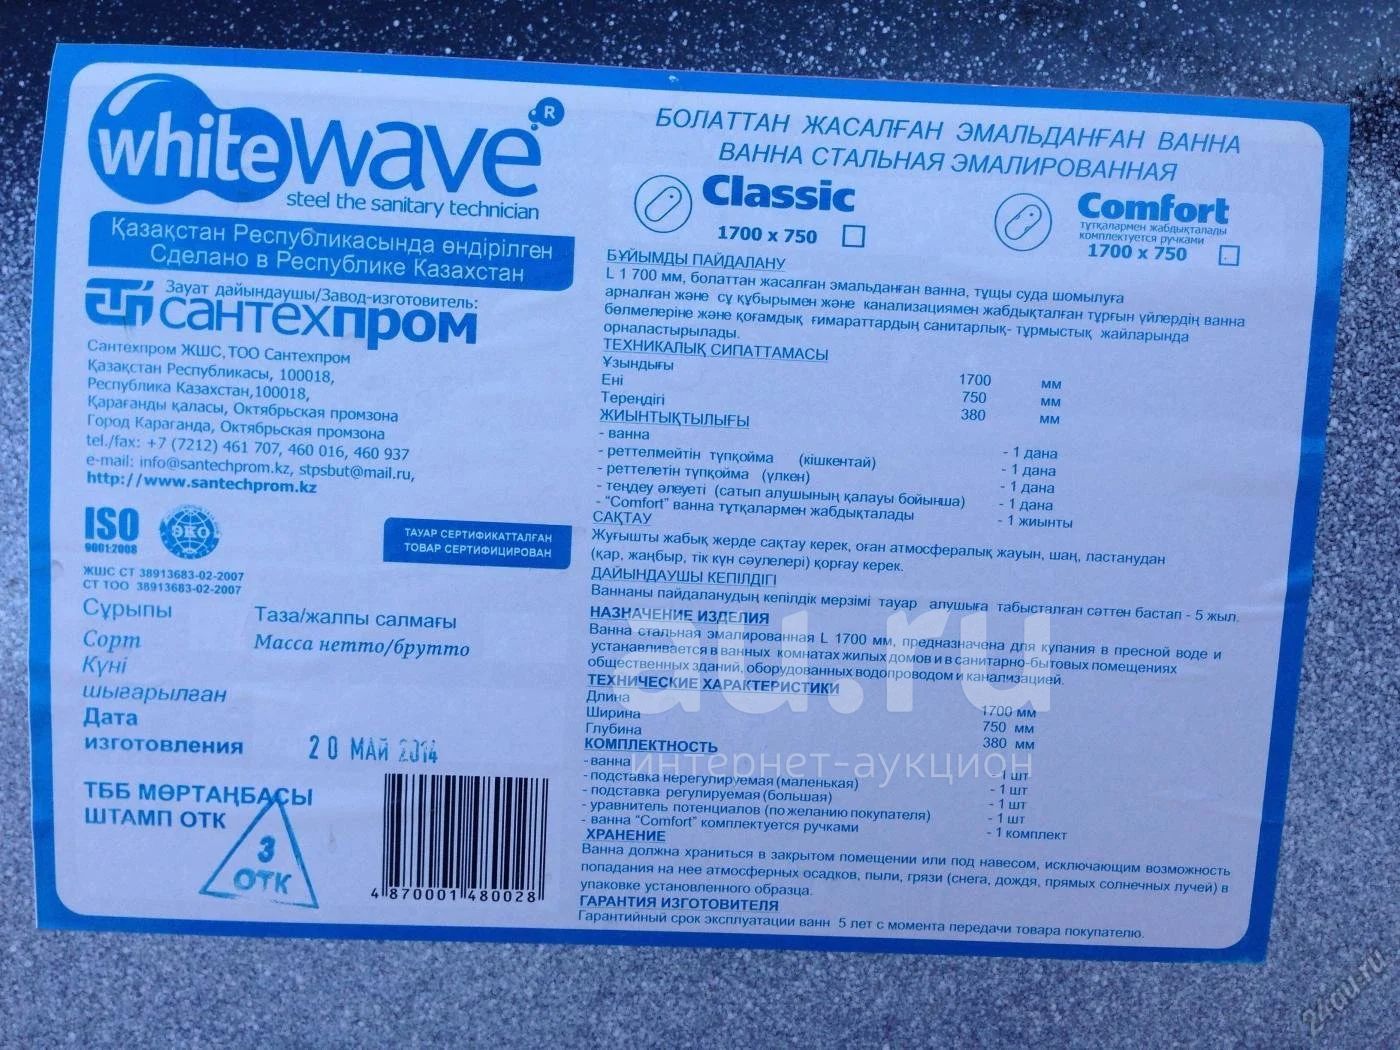 whitewave®
steel the sanitary technician
Қазақстан Республикасында өндірілген
Сделано в Республике Казахстан
Зауат дайындаушы/Завод-изготовитель:
сантехпром
Сантехпром ЖШС, ТОО Сантехпром
Қазақстан Республикасы, 100018,
Республика Казахстан,100018,
Қарағанды қаласы, Октябрьская промзона
Город Караганда, Октябрьская промзона
tel./fax: +7 (7212) 461 707, 460 016, 460 937
e-mail: info@santechprom.kz, stpsbut@mail.ru,
http://www.santechprom.kz
ISO
9001:2008
ЭКО
ТАУАР СЕРТИФИКАТТАЛҒАН
ТОВАР СЕРТИФИЦИРОВАН
ЖШС СТ 38913683-02-2007
СТ ТОО 38913683-02-2007
Сұрыпы
Таза/жалпы салмағы
Сорт
Масса нетто/брутто
Күні
шығарылған
Дата
изготовления
20 МАЙ 2014
ТББ МӨРТАҢБАСЫ
ШТАМП ОТК
3
ОТК
4 870001 480028
БОЛАТТАН ЖАСАЛҒАН ЭМАЛЬДАНҒАН ВАННА
ВАННА СТАЛЬНАЯ ЭМАЛИРОВАННАЯ
Classic
1700 x 750
Comfort
тұтқалармен жабдықталады
комплектуется ручками
1700 x 750
БҰЙЫМДЫ ПАЙДАЛАНУ
L 1 700 мм, болаттан жасалған эмальданған ванна, тұщы суда шомылуға
арналған және су құбырымен және канализациямен жабдықталған тұрғын үйлердің ванна
бөлмелеріне және қоғамдық ғимараттардың санитарлық- тұрмыстық жайларында
орналастырылады.
ТЕХНИКАЛЫҚ СИПАТТАМАСЫ
Ұзындығы
Ені 1700 мм
Тереңдігі 750 мм
ЖИЫНТЫҚТЫЛЫҒЫ 380 мм
- ванна - 1 дана
- реттелмейтін түпқойма (кішкентай) - 1 дана
- реттелетін түпқойма (үлкен) - 1 дана
- теңдеу әлеуеті (сатып алушының қалауы бойынша) - 1 дана
- “Comfort” ванна тұтқалармен жабдықталады - 1 жиынты
САҚТАУ
Жуғышты жабық жерде сақтау керек, оған атмосфералық жауын, шаң, ластанудан
(қар, жаңбыр, тік күн сәулелері) қорғау керек.
ДАЙЫНДАУШЫ КЕПІЛДІГІ
Ваннаны пайдаланудың кепілдік мерзімі тауар алушыға табысталған сәттен бастап - 5 жыл.
НАЗНАЧЕНИЕ ИЗДЕЛИЯ
Ванна стальная эмалированная L 1700 мм, предназначена для купания в пресной воде и
устанавливается в ванных комнатах жилых домов и в санитарно-бытовых помещениях
общественных зданий, оборудованных водопроводом и канализацией.
ТЕХНИЧЕСКИЕ ХАРАКТЕРИСТИКИ
Длина 1700 мм
Ширина 750 мм
Глубина 380 мм
КОМПЛЕКТНОСТЬ
- ванна - 1 шт
- подставка нерегулируемая (маленькая) - 1 шт
- подставка регулируемая (большая) - 1 шт
- уравнитель потенциалов (по желанию покупателя) - 1 шт
- ванна “Comfort” комплектуется ручками - 1 комплект
ХРАНЕНИЕ
Ванна должна храниться в закрытом помещении или под навесом, исключающим возможность
попадания на нее атмосферных осадков, пыли, грязи (снега, дождя, прямых солнечных лучей) в
упаковке установленного образца.
ГАРАНТИЯ ИЗГОТОВИТЕЛЯ
Гарантийный срок эксплуатации ванн 5 лет с момента передачи товара покупателю.
au.ru
интернет-аукцион
24au.ru